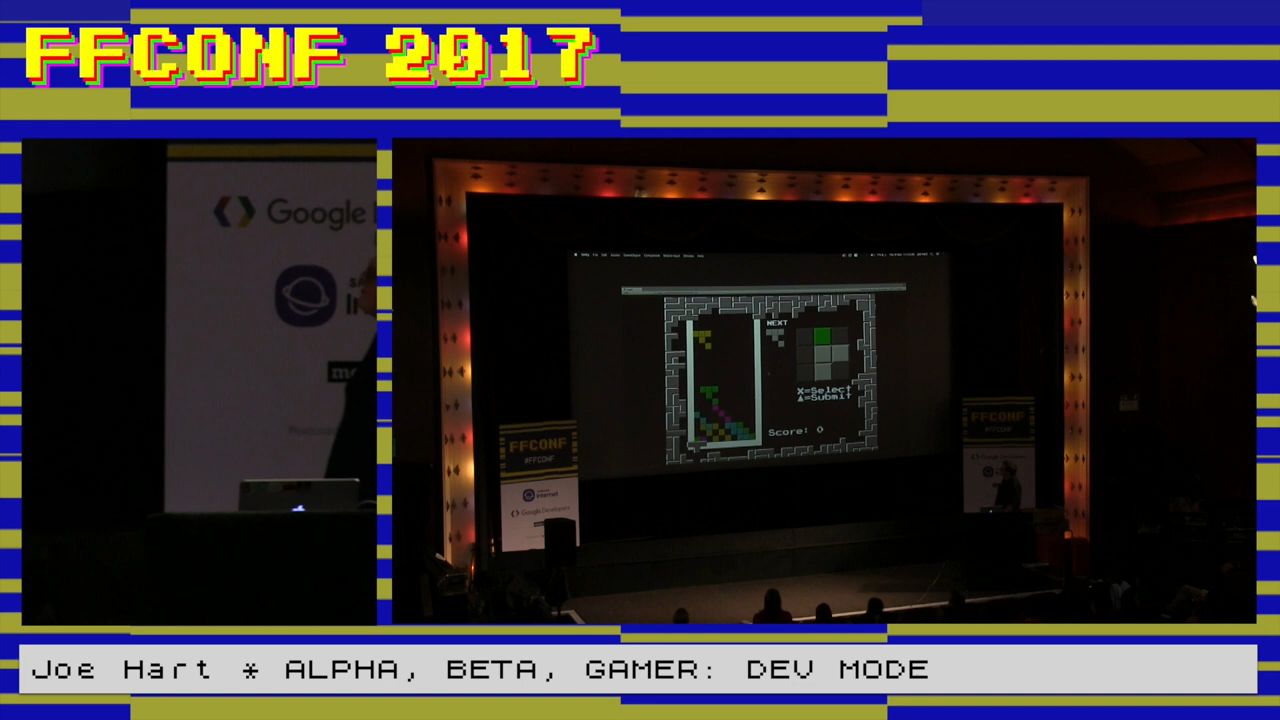 FFCONF 2017
Google
NEXT
X=Select
▲=Submit
Score: 0
FFCONF
#FFCONF
Internet
Google Developers
FFCONF
#FFCONF
Joe Hart * ALPHA, BETA, GAMER: DEV MODE